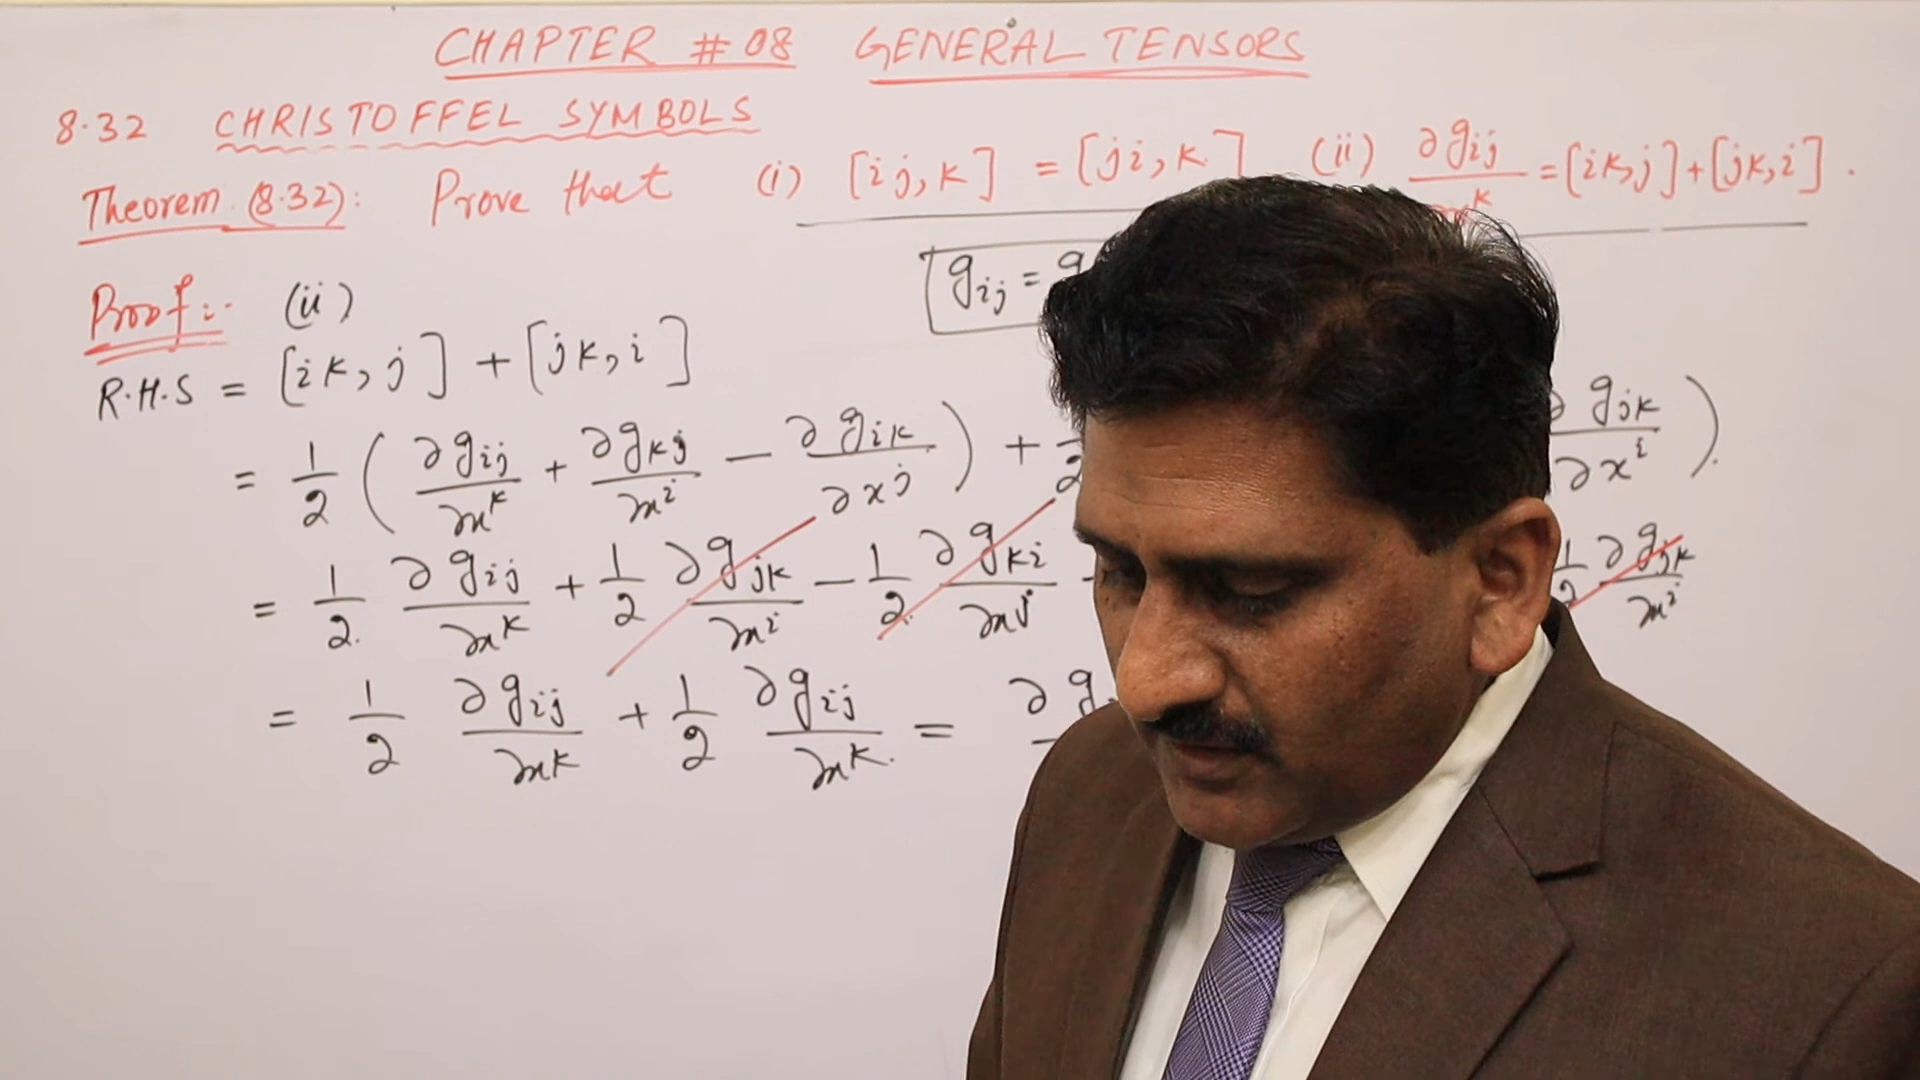 CHAPTER # 08 GENERAL TENSORS
8.32 CHRISTOFFEL SYMBOLS
Theorem (8.32): Prove that (i) [ij,k] = [ji,k] (ii) ∂gij/∂x^k = [ik,j]+[jk,i].
Proof:- (ii)
gij = g
R.H.S = [ik,j] + [jk,i]
= 1/2 ( ∂gij/∂x^k + ∂gkj/∂x^i − ∂gik/∂x^j ) + 1/2 ∂gjk/∂x^i ).
= 1/2 ∂gij/∂x^k + 1/2 ∂gjk/∂x^i − 1/2 ∂gki/∂x^j 1/2 ∂gjk/∂x^i
= 1/2 ∂gij/∂x^k + 1/2 ∂gij/∂x^k. = ∂g